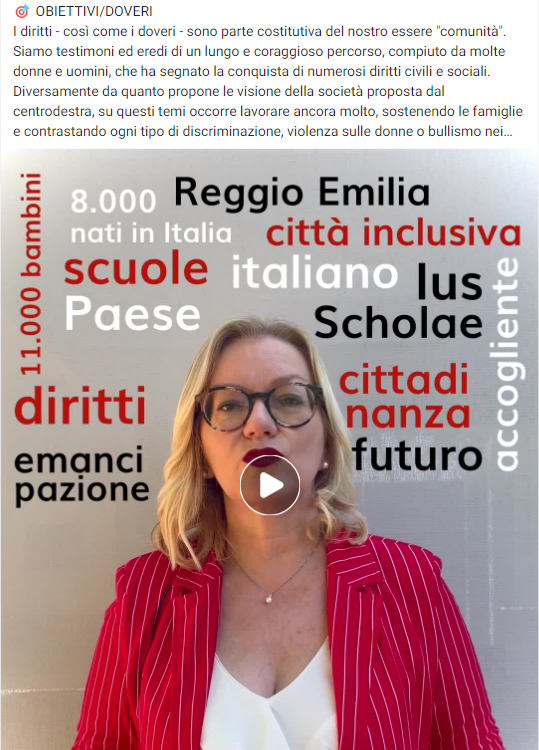 🎯 OBIETTIVI/DOVERI
I diritti - così come i doveri - sono parte costitutiva del nostro essere "comunità".
Siamo testimoni ed eredi di un lungo e coraggioso percorso, compiuto da molte
donne e uomini, che ha segnato la conquista di numerosi diritti civili e sociali.
Diversamente da quanto propone le visione della società proposta dal
centrodestra, su questi temi occorre lavorare ancora molto, sostenendo le famiglie
e contrastando ogni tipo di discriminazione, violenza sulle donne o bullismo nei...
11.000 bambini
8.000
nati in Italia
Reggio Emilia
città inclusiva
scuole
italiano
Ius
Scholae
Paese
accogliente
diritti
cittadi
nanza
emanci
pazione
futuro